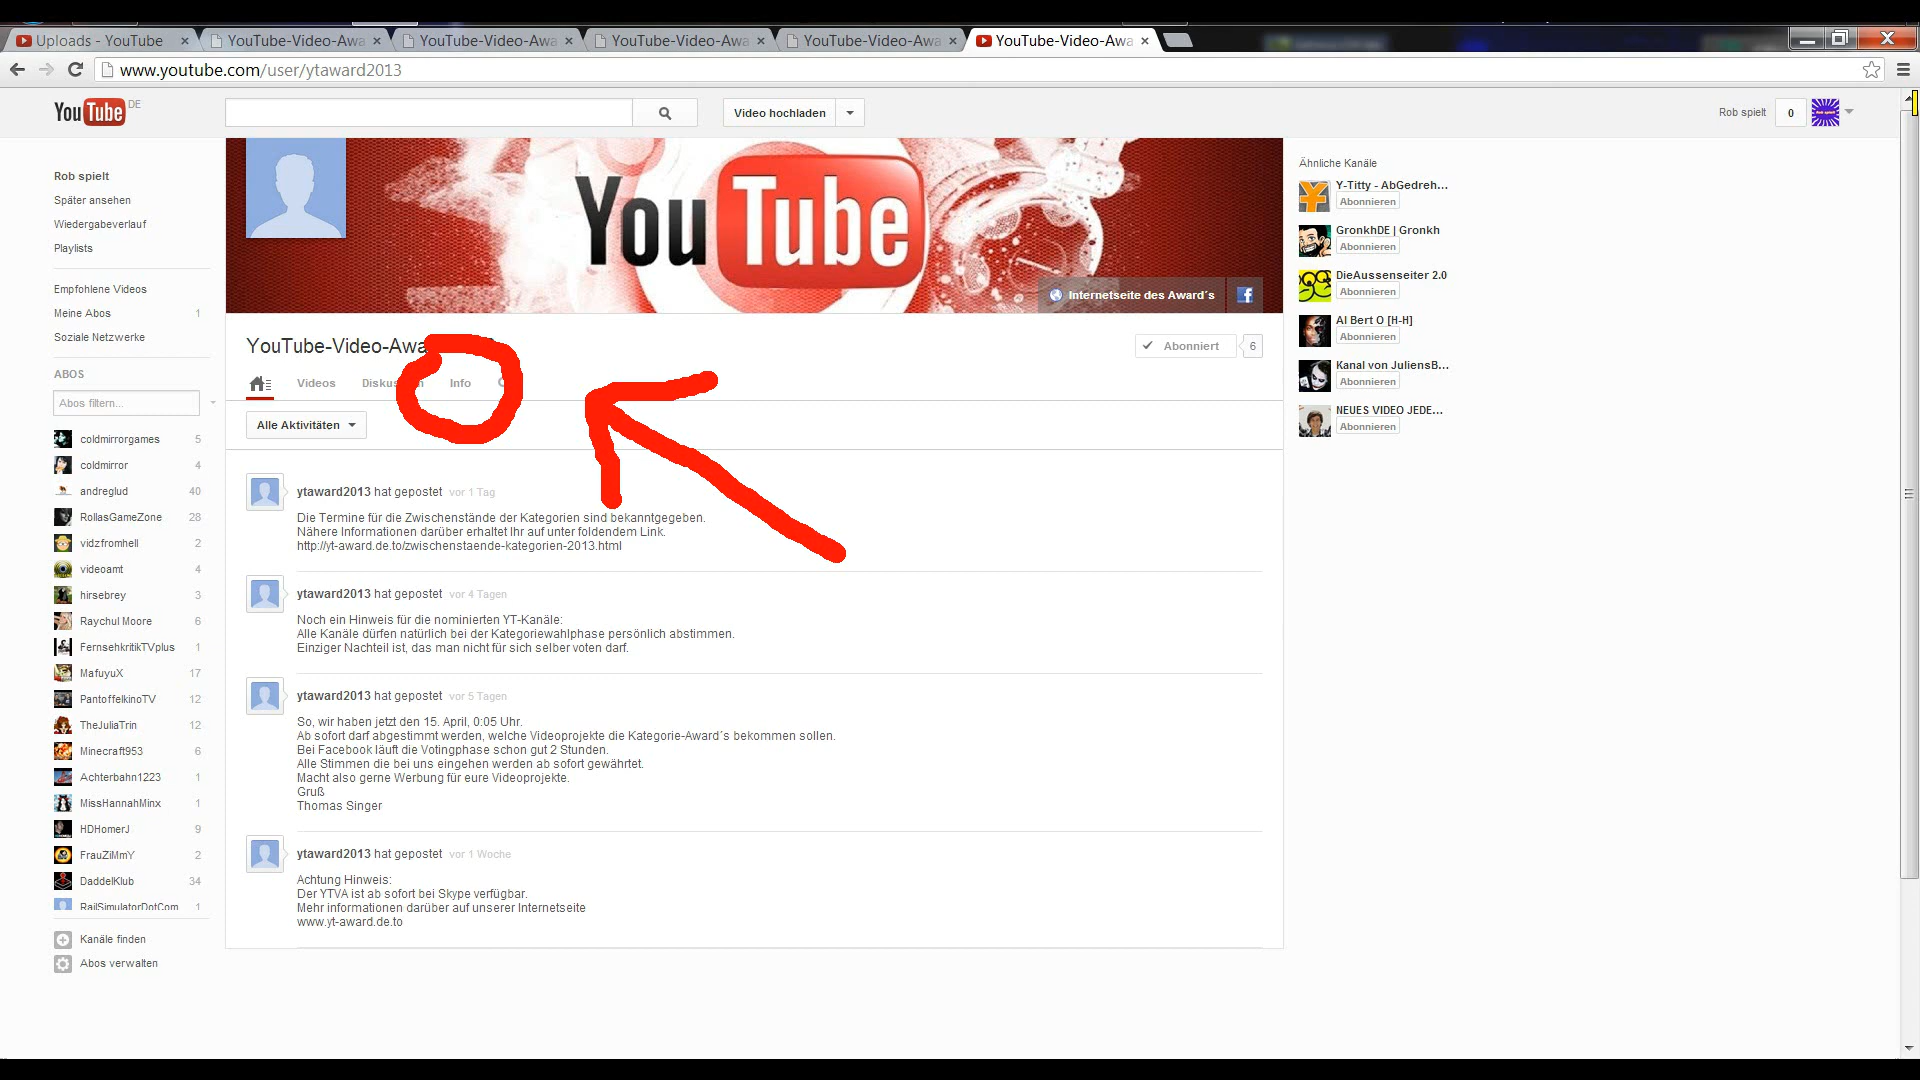 Uploads - YouTube
YouTube-Video-Awa
YouTube-Video-Awa
YouTube-Video-Awa
YouTube-Video-Awa
YouTube-Video-Awa
www.youtube.com/user/ytaward2013
YouTube DE
Video hochladen
Rob spielt
0
Rob spielt
Später ansehen
Wiedergabeverlauf
Playlists
Empfohlene Videos
Meine Abos 1
Soziale Netzwerke
ABOS
Abos filtern...
coldmirrorgames 5
coldmirror 4
andreglud 40
RollasGameZone 28
vidzfromhell 2
videoamt 4
hirsebrey 3
Raychul Moore 6
FernsehkritikTVplus 1
MafuyuX 17
PantoffelkinoTV 12
TheJuliaTrin 12
Minecraft953 6
Achterbahn1223 1
MissHannahMinx 1
HDHomerJ 9
FrauZiMmY 2
DaddelKlub 34
RailSimulatorDotCom 1
Kanäle finden
Abos verwalten
YouTube
Internetseite des Award´s
YouTube-Video-Awa
Abonniert 6
Videos
Info
Alle Aktivitäten
ytaward2013 hat gepostet vor 1 Tag
Die Termine für die Zwischenstände der Kategorien sind bekanntgegeben.
Nähere Informationen darüber erhaltet Ihr auf unter foldendem Link.
http://yt-award.de.to/zwischenstaende-kategorien-2013.html
ytaward2013 hat gepostet vor 4 Tagen
Noch ein Hinweis für die nominierten YT-Kanäle:
Alle Kanäle dürfen natürlich bei der Kategoriewahlphase persönlich abstimmen.
Einziger Nachteil ist, das man nicht für sich selber voten darf.
ytaward2013 hat gepostet vor 5 Tagen
So, wir haben jetzt den 15. April, 0:05 Uhr.
Ab sofort darf abgestimmt werden, welche Videoprojekte die Kategorie-Award´s bekommen sollen.
Bei Facebook läuft die Votingphase schon gut 2 Stunden.
Alle Stimmen die bei uns eingehen werden ab sofort gewährtet.
Macht also gerne Werbung für eure Videoprojekte.
Gruß
Thomas Singer
ytaward2013 hat gepostet vor 1 Woche
Achtung Hinweis:
Der YTVA ist ab sofort bei Skype verfügbar.
Mehr informationen darüber auf unserer Internetseite
www.yt-award.de.to
Ähnliche Kanäle
Y-Titty - AbGedreh...
Abonnieren
GronkhDE | Gronkh
Abonnieren
DieAussenseiter 2.0
Abonnieren
Al Bert O [H-H]
Abonnieren
Kanal von JuliensB...
Abonnieren
NEUES VIDEO JEDE...
Abonnieren